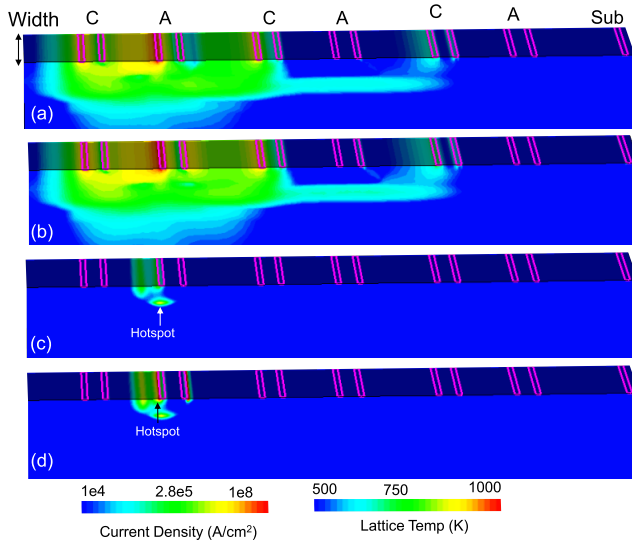 Width C A C A C A Sub
(a)
(b)
Hotspot
(c)
Hotspot
(d)
1e4 2.8e5 1e8 500 750 1000
Current Density (A/cm²) Lattice Temp (K)